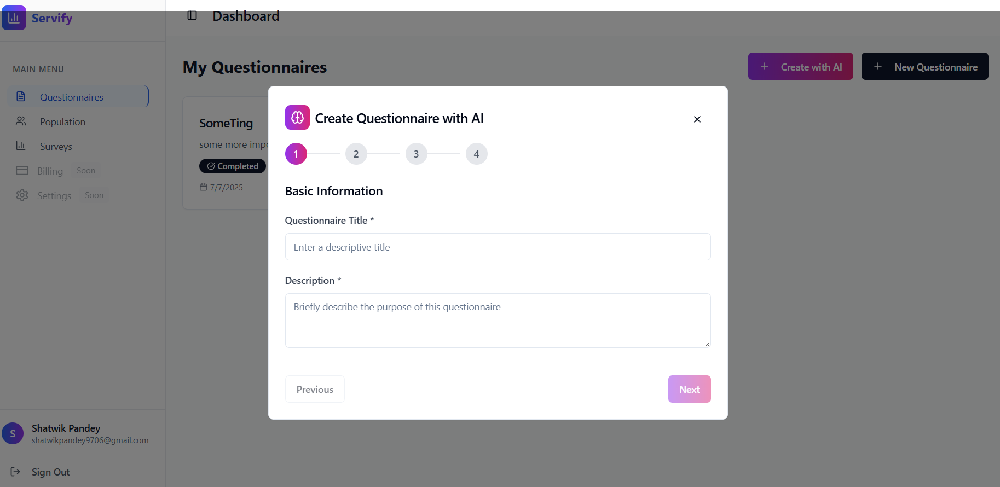 Servify
Dashboard
MAIN MENU
Questionnaires
Population
Surveys
Billing Soon
Settings Soon
Shatwik Pandey
S
shatwikpandey9706@gmail.com
Sign Out
My Questionnaires
Create with AI
New Questionnaire
SomeTing
some more impo
Completed
7/7/2025
Create Questionnaire with AI
1 2 3 4
Basic Information
Questionnaire Title *
Enter a descriptive title
Description *
Briefly describe the purpose of this questionnaire
Previous
Next